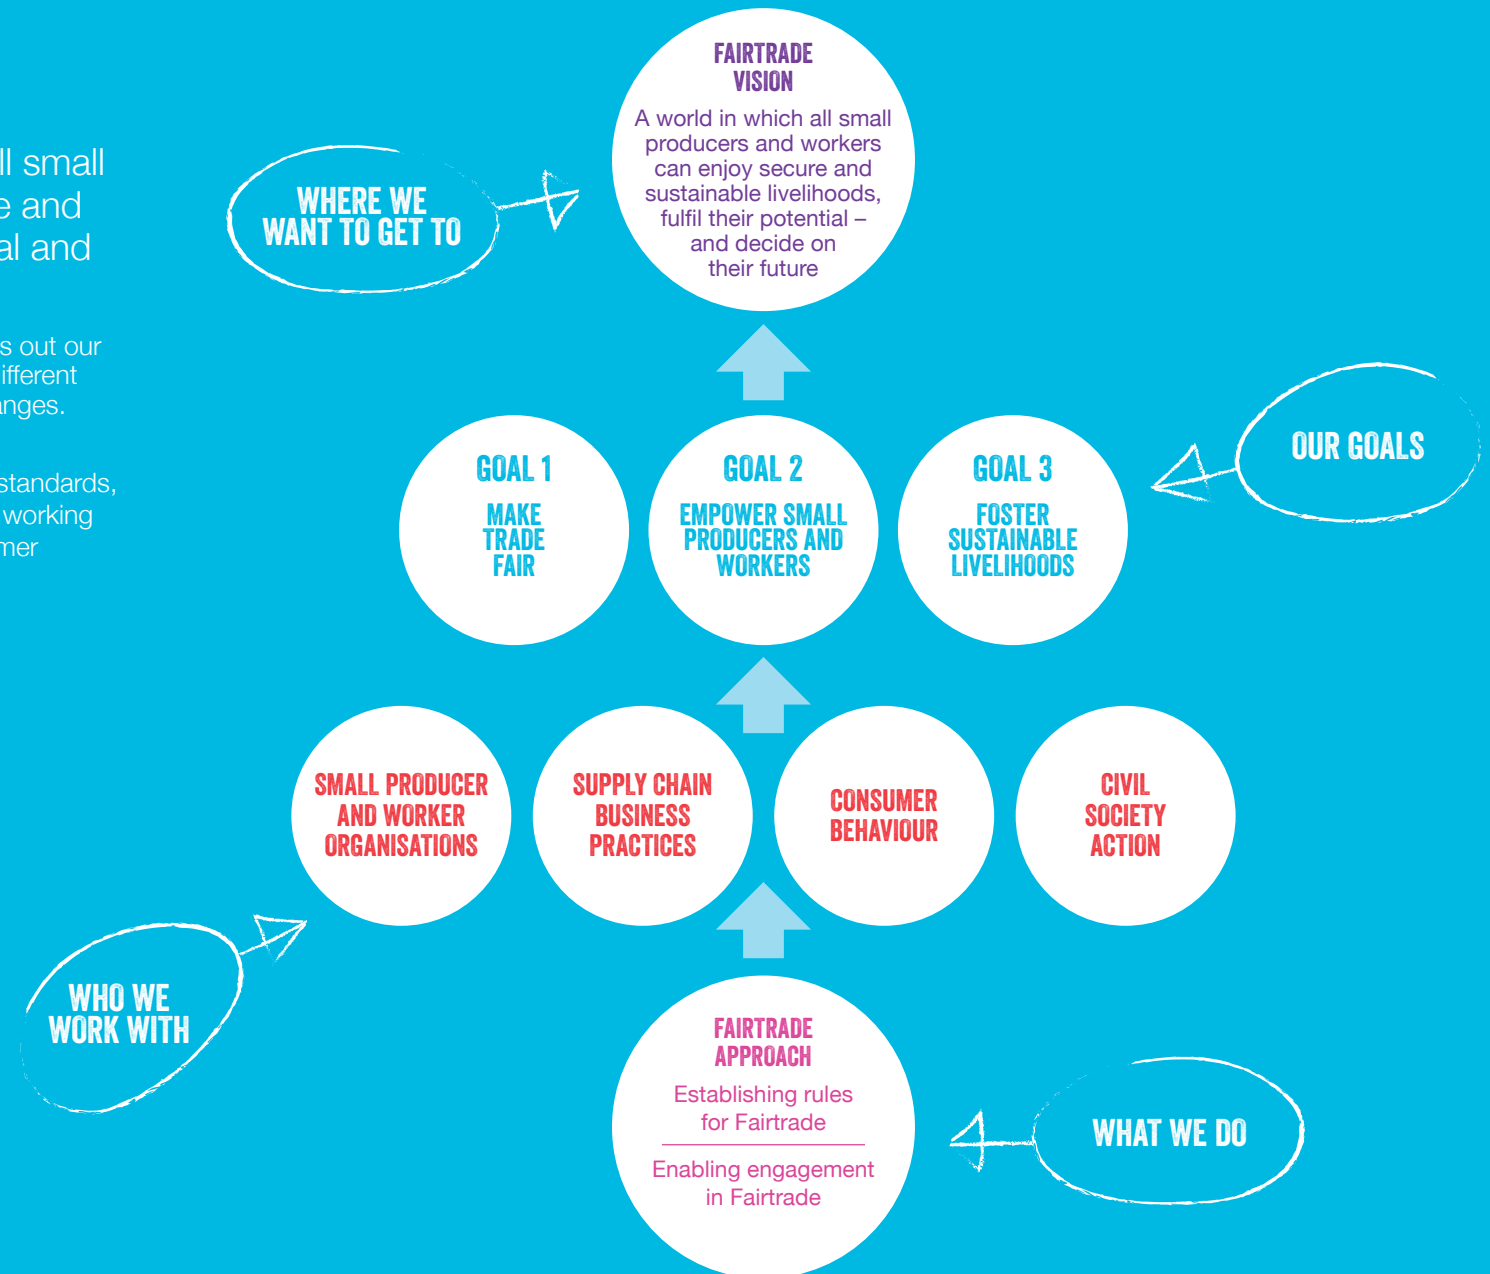 ll small
e and
al and
s out our
ifferent
anges.
standards,
working
mer
WHERE WE
WANT TO GET TO
FAIRTRADE
VISION
A world in which all small
producers and workers
can enjoy secure and
sustainable livelihoods,
fulfil their potential –
and decide on
their future
OUR GOALS
GOAL 1
MAKE
TRADE
FAIR
GOAL 2
EMPOWER SMALL
PRODUCERS AND
WORKERS
GOAL 3
FOSTER
SUSTAINABLE
LIVELIHOODS
SMALL PRODUCER
AND WORKER
ORGANISATIONS
SUPPLY CHAIN
BUSINESS
PRACTICES
CONSUMER
BEHAVIOUR
CIVIL
SOCIETY
ACTION
WHO WE
WORK WITH
FAIRTRADE
APPROACH
Establishing rules
for Fairtrade
Enabling engagement
in Fairtrade
WHAT WE DO